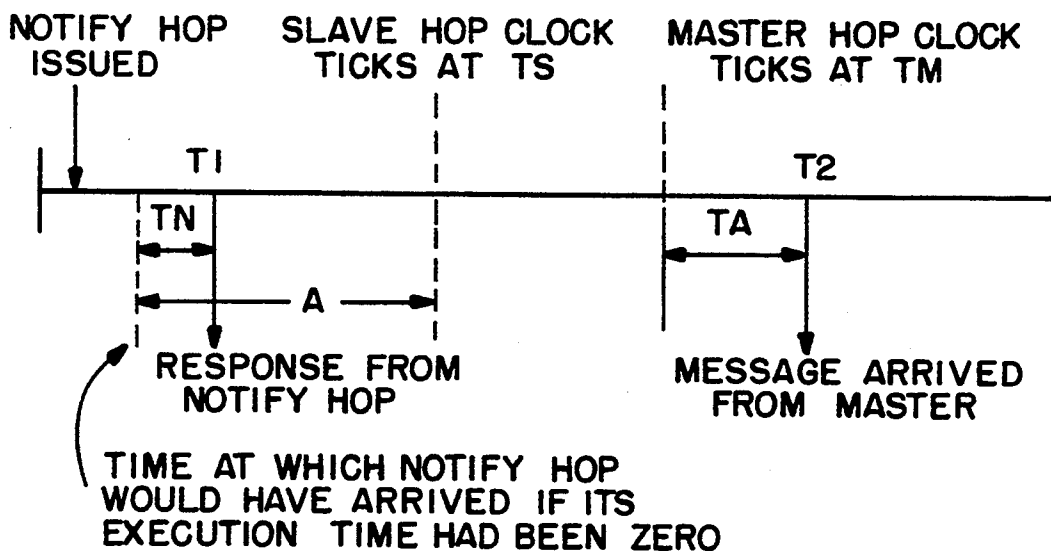 NOTIFY HOP
ISSUED
SLAVE HOP CLOCK
TICKS AT TS
MASTER HOP CLOCK
TICKS AT TM
T1
T2
TN
TA
A
RESPONSE FROM
NOTIFY HOP
MESSAGE ARRIVED
FROM MASTER
TIME AT WHICH NOTIFY HOP
WOULD HAVE ARRIVED IF ITS
EXECUTION TIME HAD BEEN ZERO